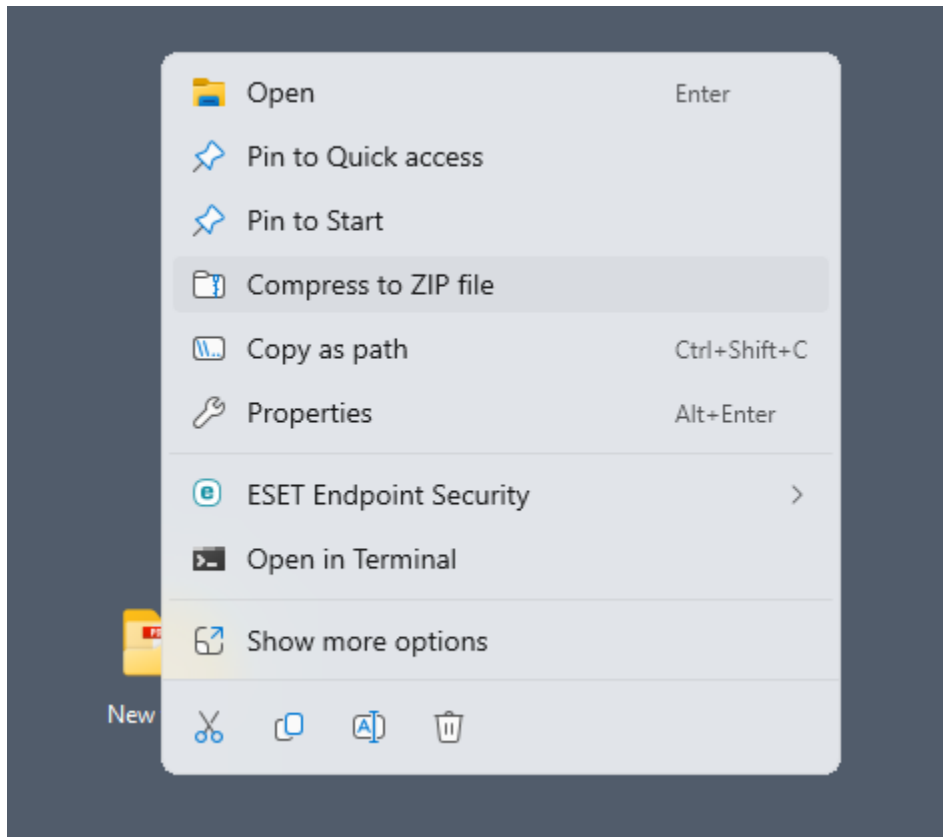 Open Enter
Pin to Quick access
Pin to Start
Compress to ZIP file
Copy as path Ctrl+Shift+C
Properties Alt+Enter
ESET Endpoint Security
Open in Terminal
Show more options
New